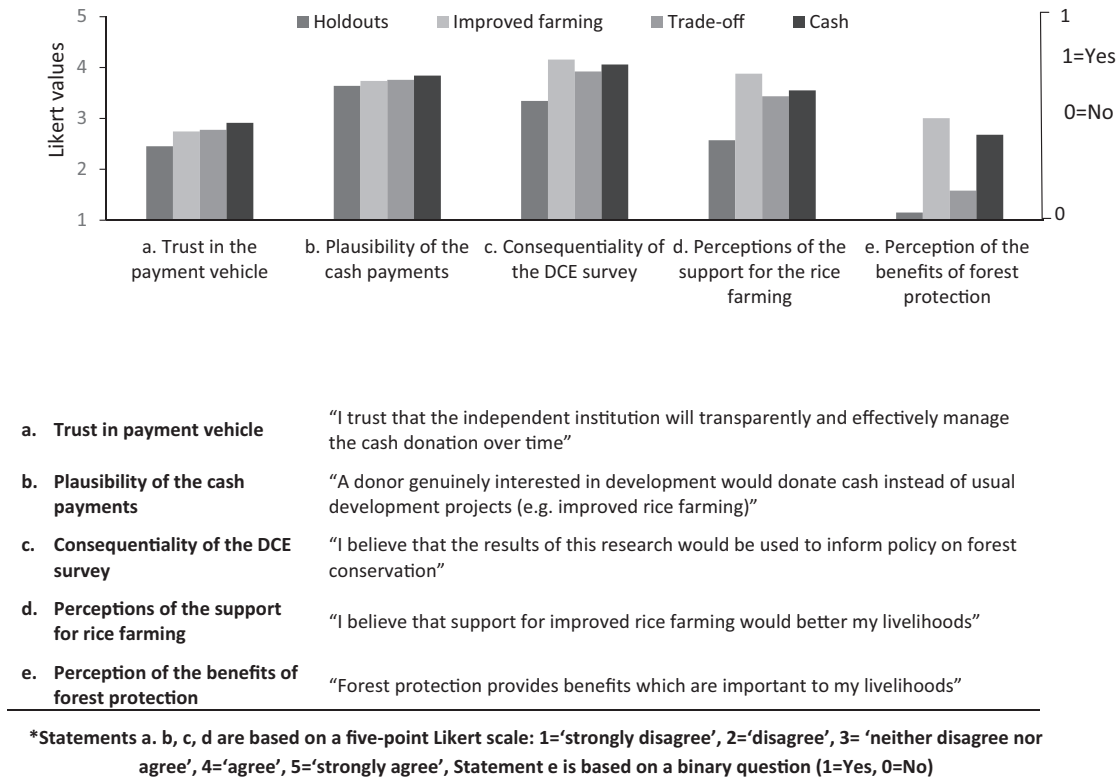 Holdouts Improved farming Trade-off Cash
5
4
3
2
1
Likert values
1
1=Yes
0=No
0
a. Trust in the
payment vehicle
b. Plausibility of the
cash payments
c. Consequentiality of
the DCE survey
d. Perceptions of the
support for the rice
farming
e. Perception of the
benefits of forest
protection
a. Trust in payment vehicle
“I trust that the independent institution will transparently and effectively manage
the cash donation over time”
b. Plausibility of the cash
payments
“A donor genuinely interested in development would donate cash instead of usual
development projects (e.g. improved rice farming)”
c. Consequentiality of the DCE
survey
“I believe that the results of this research would be used to inform policy on forest
conservation”
d. Perceptions of the support
for rice farming
“I believe that support for improved rice farming would better my livelihoods”
e. Perception of the benefits of
forest protection
“Forest protection provides benefits which are important to my livelihoods”
*Statements a. b, c, d are based on a five-point Likert scale: 1=‘strongly disagree’, 2=‘disagree’, 3= ‘neither disagree nor
agree’, 4=‘agree’, 5=‘strongly agree’, Statement e is based on a binary question (1=Yes, 0=No)